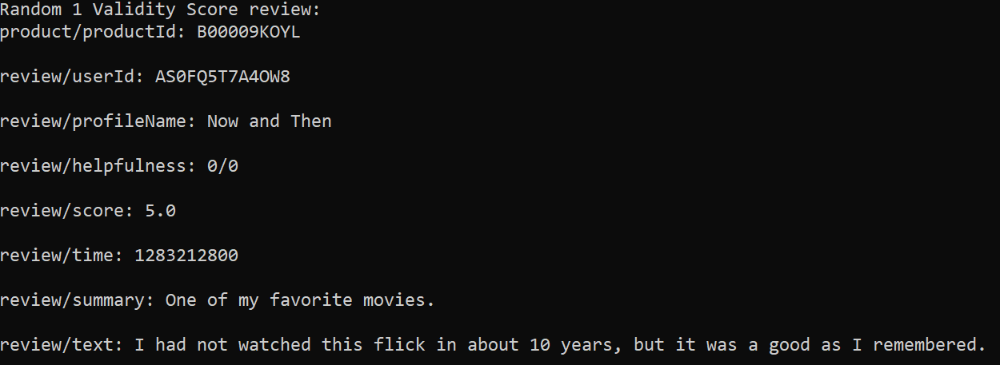 Random 1 Validity Score review:
product/productId: B00009KOYL
review/userId: AS0FQ5T7A4OW8
review/profileName: Now and Then
review/helpfulness: 0/0
review/score: 5.0
review/time: 1283212800
review/summary: One of my favorite movies.
review/text: I had not watched this flick in about 10 years, but it was a good as I remembered.